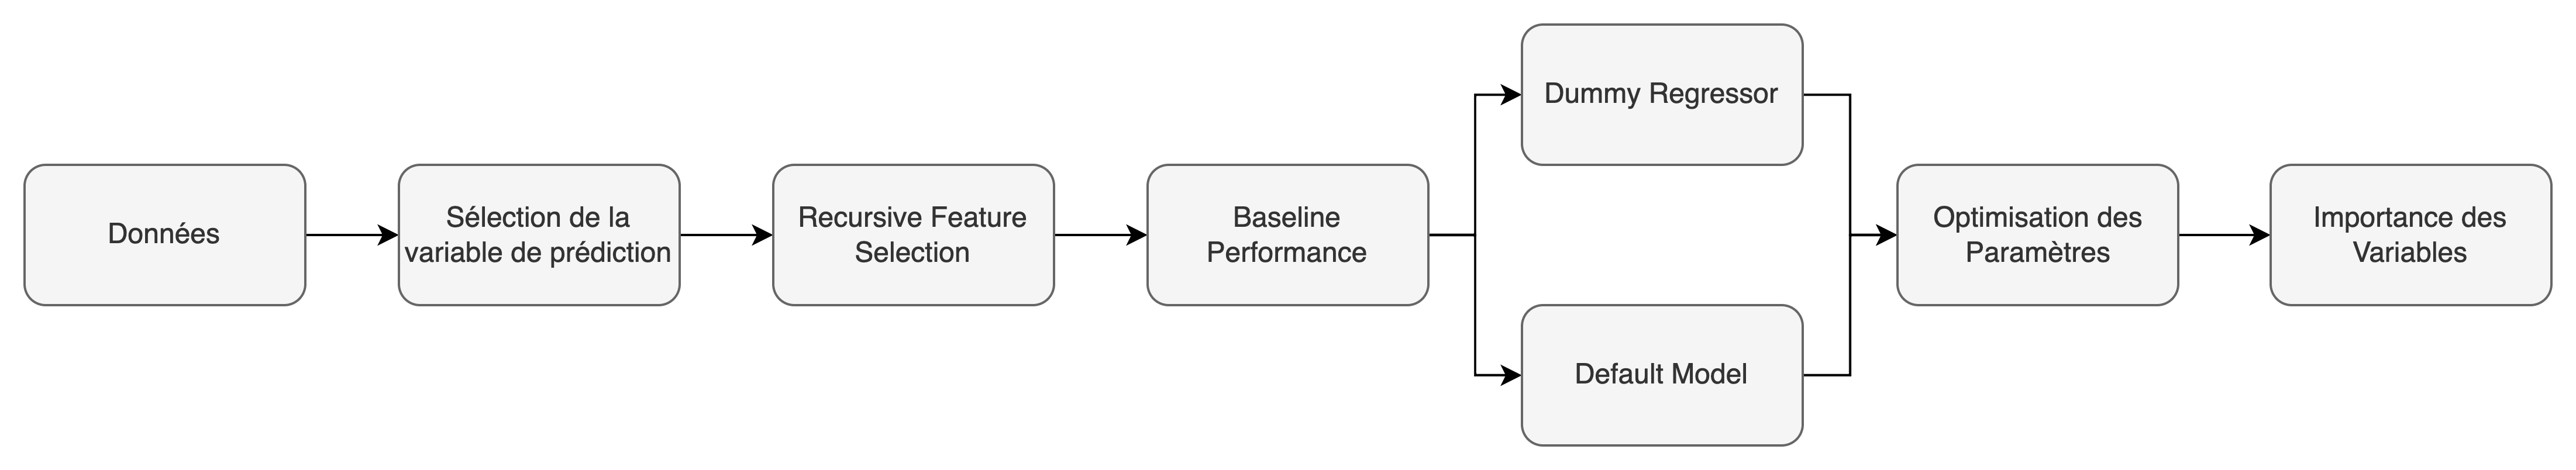 Données
Sélection de la
variable de prédiction
Recursive Feature
Selection
Baseline
Performance
Dummy Regressor
Default Model
Optimisation des
Paramètres
Importance des
Variables